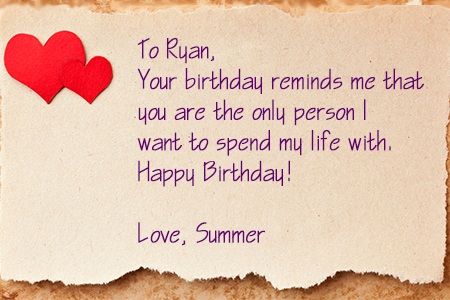 To Ryan,
Your birthday reminds me that
you are the only person I
want to spend my life with.
Happy Birthday!
Love, Summer